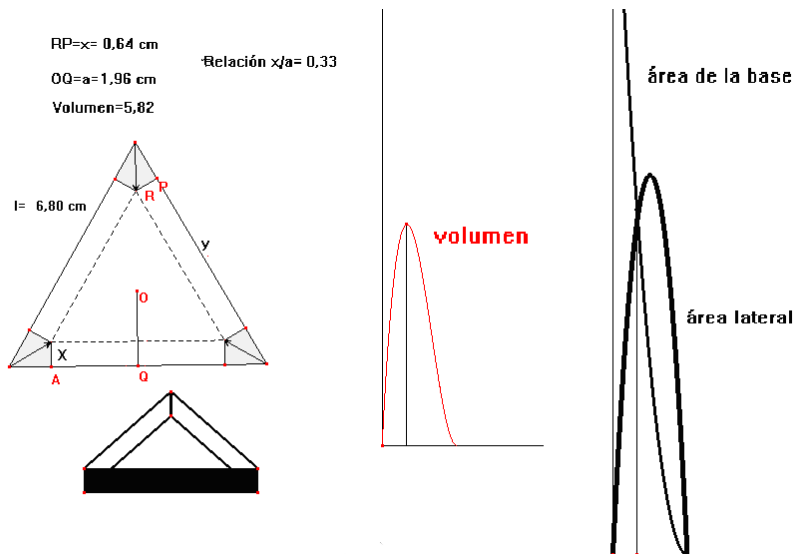 RP=x= 0,64 cm
Relación x/a= 0,33
OQ=a=1,96 cm
Volumen=5,82
P
R
l= 6,80 cm
y
O
X
A
Q
volumen
área de la base
área lateral